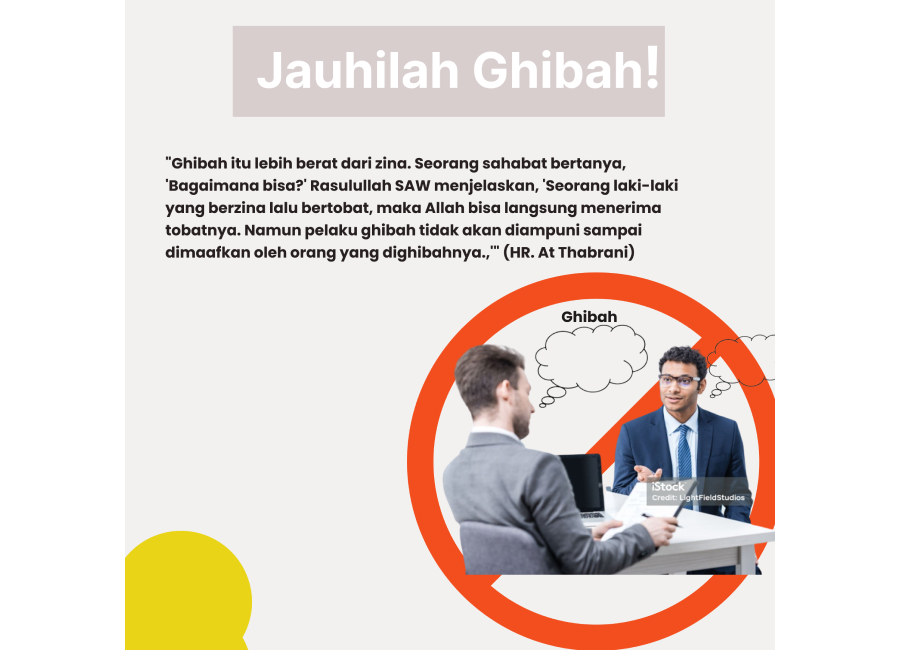 Jauhilah Ghibah!
"Ghibah itu lebih berat dari zina. Seorang sahabat bertanya,
'Bagaimana bisa?' Rasulullah SAW menjelaskan, 'Seorang laki-laki
yang berzina lalu bertobat, maka Allah bisa langsung menerima
tobatnya. Namun pelaku ghibah tidak akan diampuni sampai
dimaafkan oleh orang yang dighibahnya.,'" (HR. At Thabrani)
Ghibah
iStock
Credit: LightFieldStudios